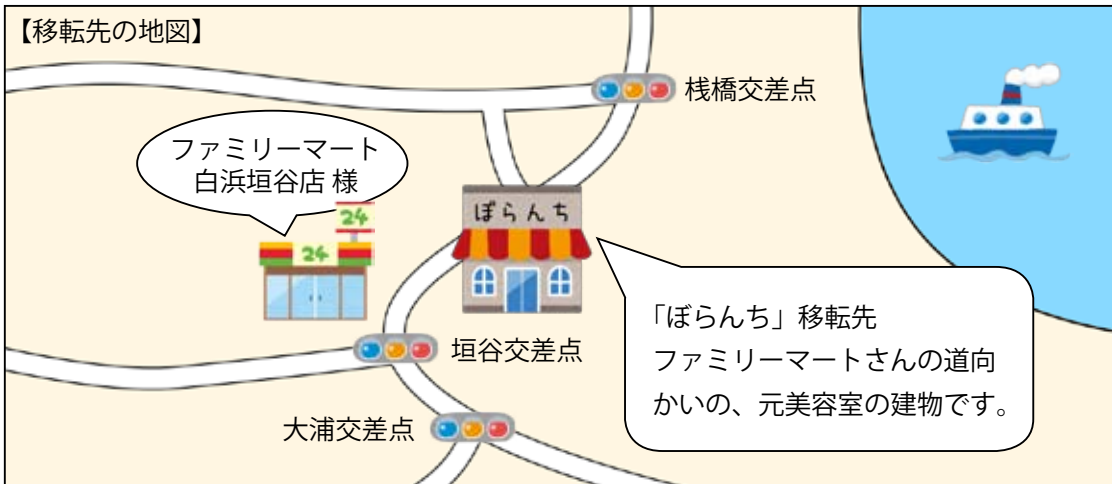 【移転先の地図】
桟橋交差点
ファミリーマート
白浜垣谷店 様
24
24
ぼらんち
「ぼらんち」移転先
ファミリーマートさんの道向
かいの、元美容室の建物です。
垣谷交差点
大浦交差点